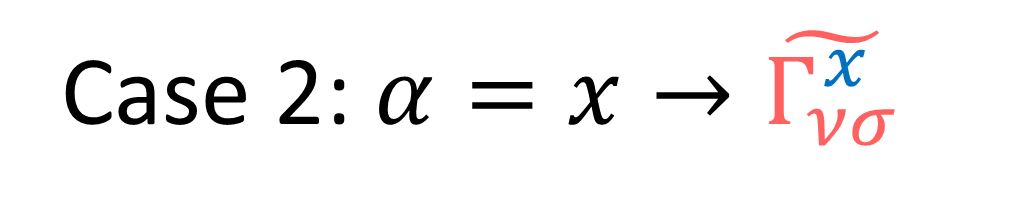 Case 2: α = x → Γ̃^x_νσ